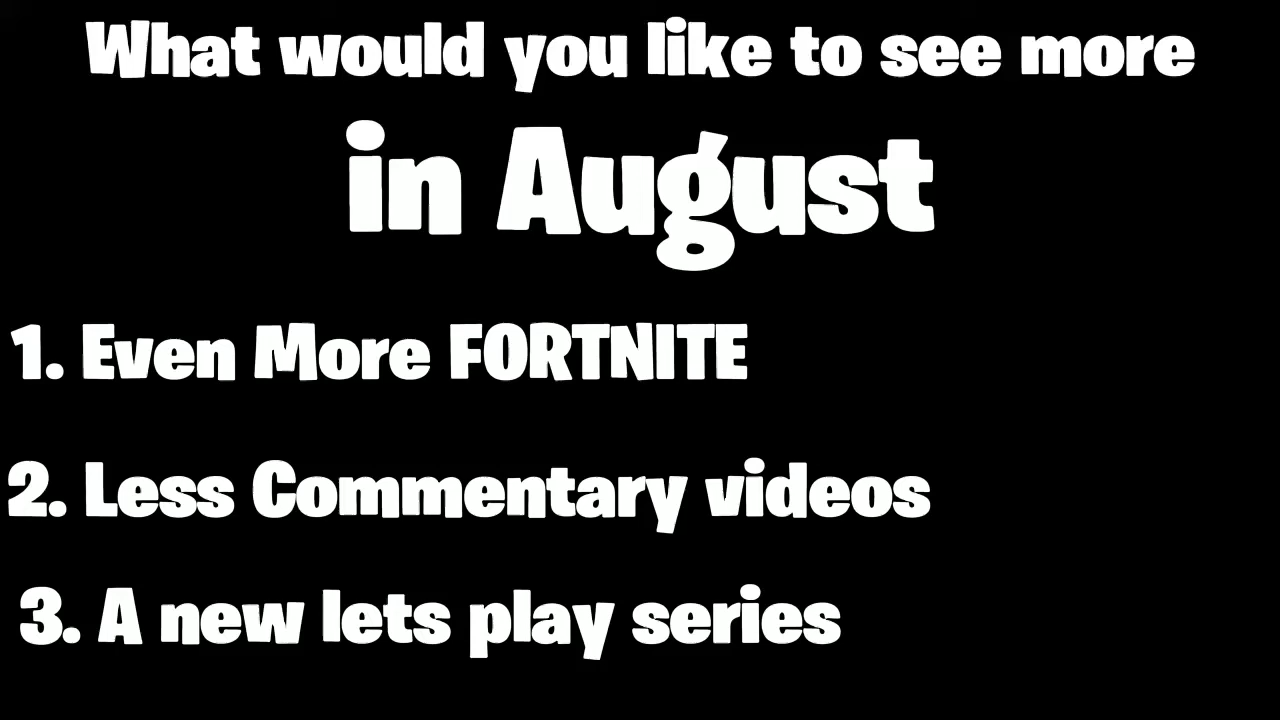 What would you like to see more
in August
1. Even More FORTNITE
2. Less Commentary videos
3. A new lets play series